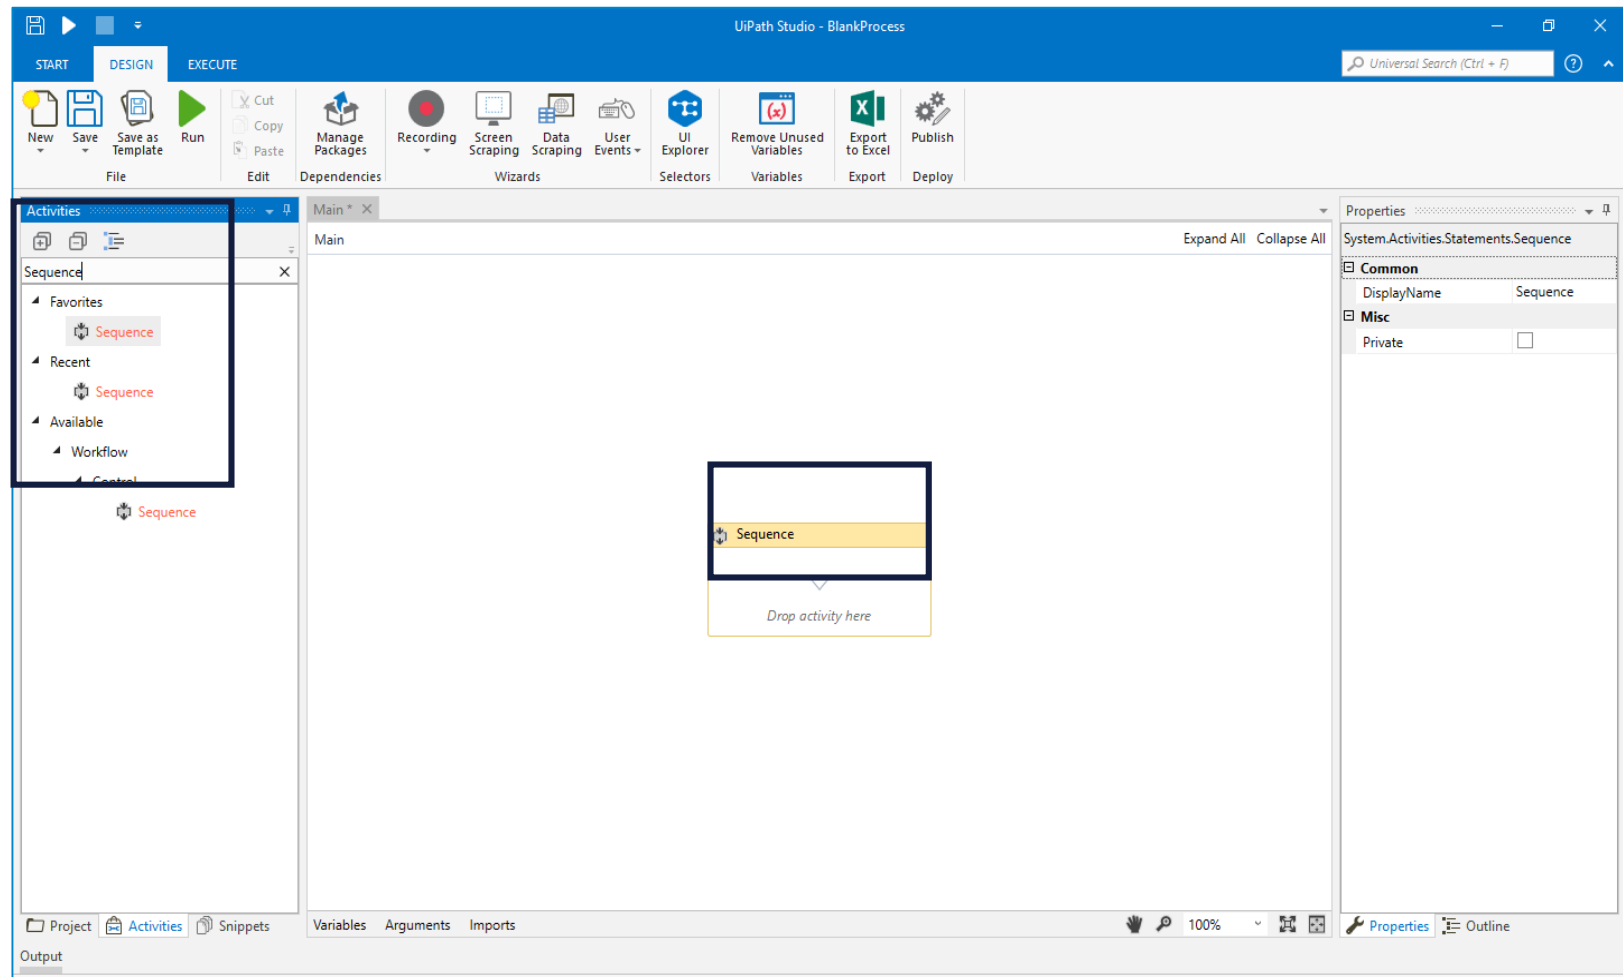 UiPath Studio - BlankProcess
START DESIGN EXECUTE
Universal Search (Ctrl + F)
New Save Save as Template Run
Cut
Copy
Paste
Manage Packages
Recording Screen Scraping Data Scraping User Events
UI Explorer
Remove Unused Variables
Export to Excel
Publish
File Edit Dependencies Wizards Selectors Variables Export Deploy
Activities
Sequence
Favorites
Sequence
Recent
Sequence
Available
Workflow
Control
Sequence
Main *
Main
Expand All Collapse All
Sequence
Drop activity here
Properties
System.Activities.Statements.Sequence
Common
DisplayName Sequence
Misc
Private
Project Activities Snippets
Variables Arguments Imports
100%
Properties Outline
Output